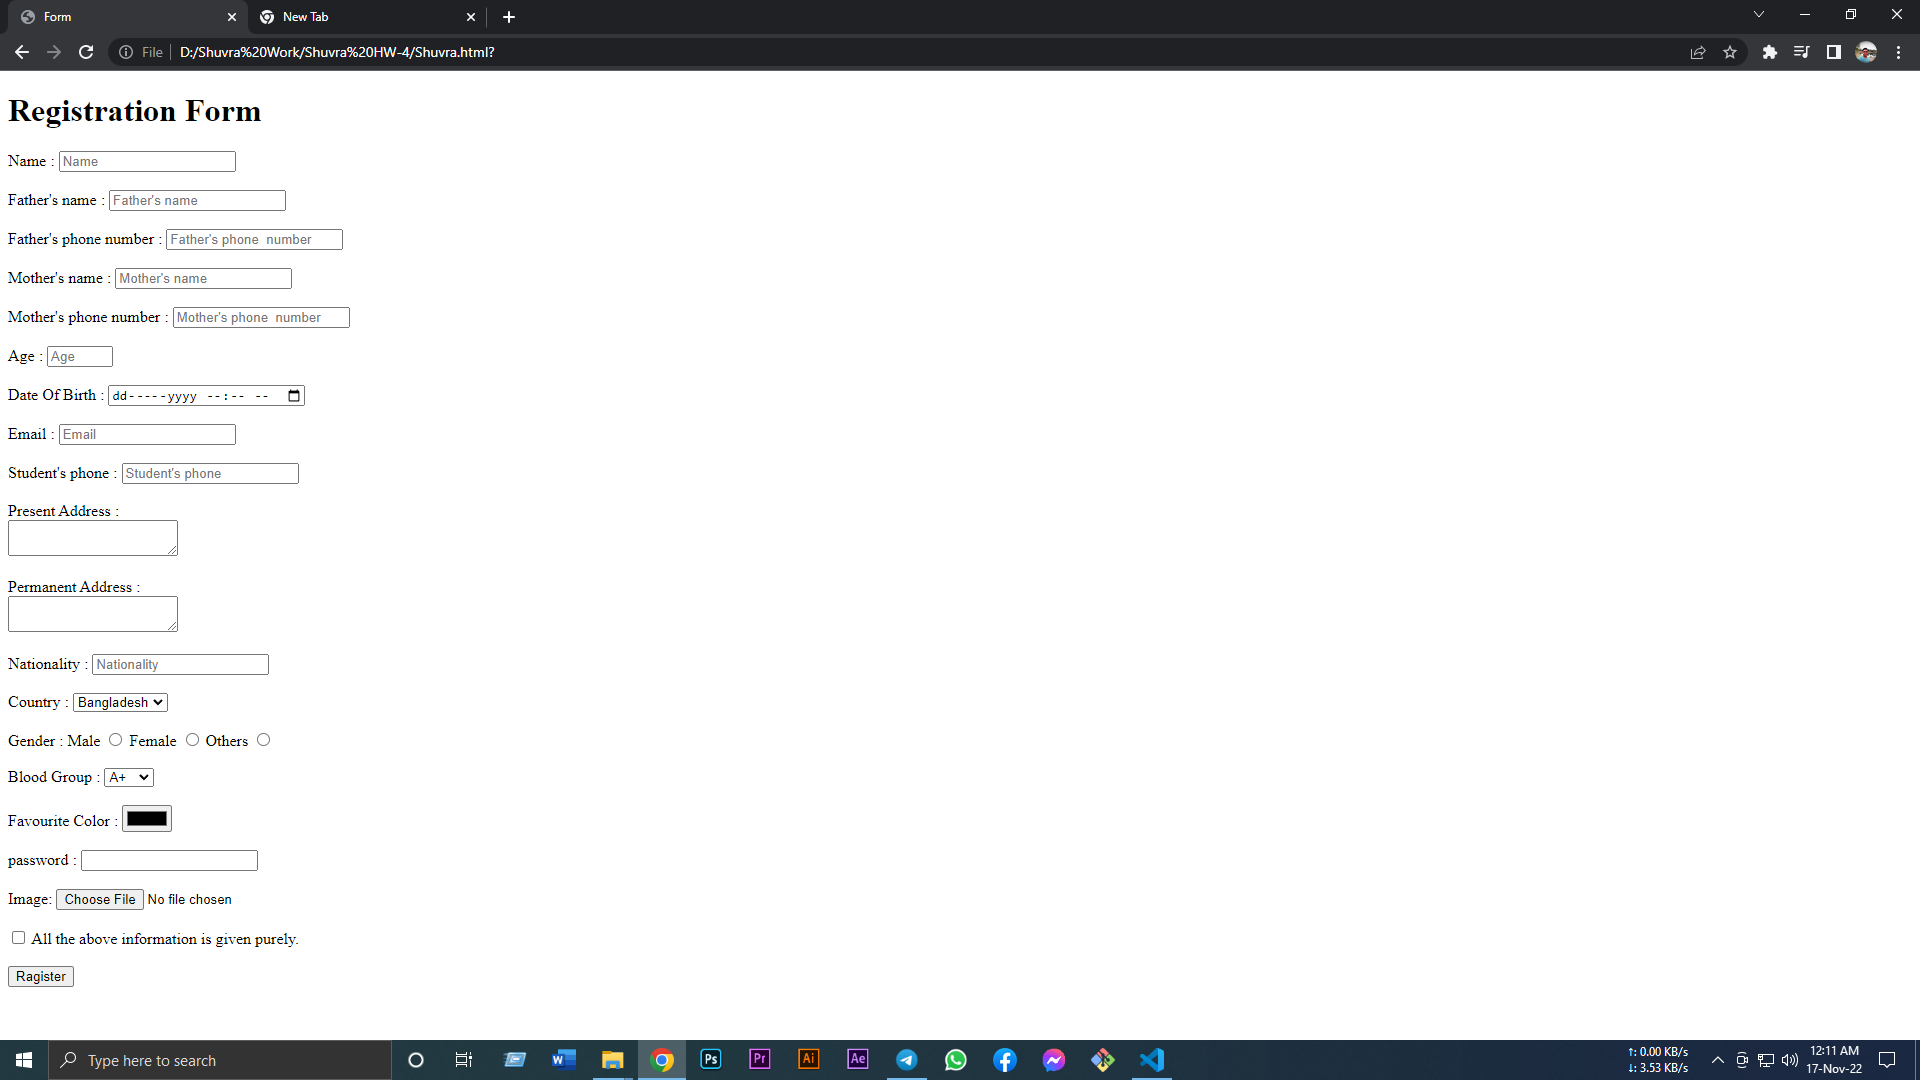 Form
New Tab
File
D:/Shuvra%20Work/Shuvra%20HW-4/Shuvra.html?
Registration Form
Name : Name
Father's name : Father's name
Father's phone number : Father's phone  number
Mother's name : Mother's name
Mother's phone number : Mother's phone  number
Age : Age
Date Of Birth : dd-----yyyy --:-- --
Email : Email
Student's phone : Student's phone
Present Address :
Permanent Address :
Nationality : Nationality
Country : Bangladesh
Gender : Male Female Others
Blood Group : A+
Favourite Color :
password :
Image: Choose File No file chosen
All the above information is given purely.
Ragister
Type here to search
W
Ps
Pr
Ai
Ae
↑: 0.00 KB/s
↓: 3.53 KB/s
12:11 AM
17-Nov-22